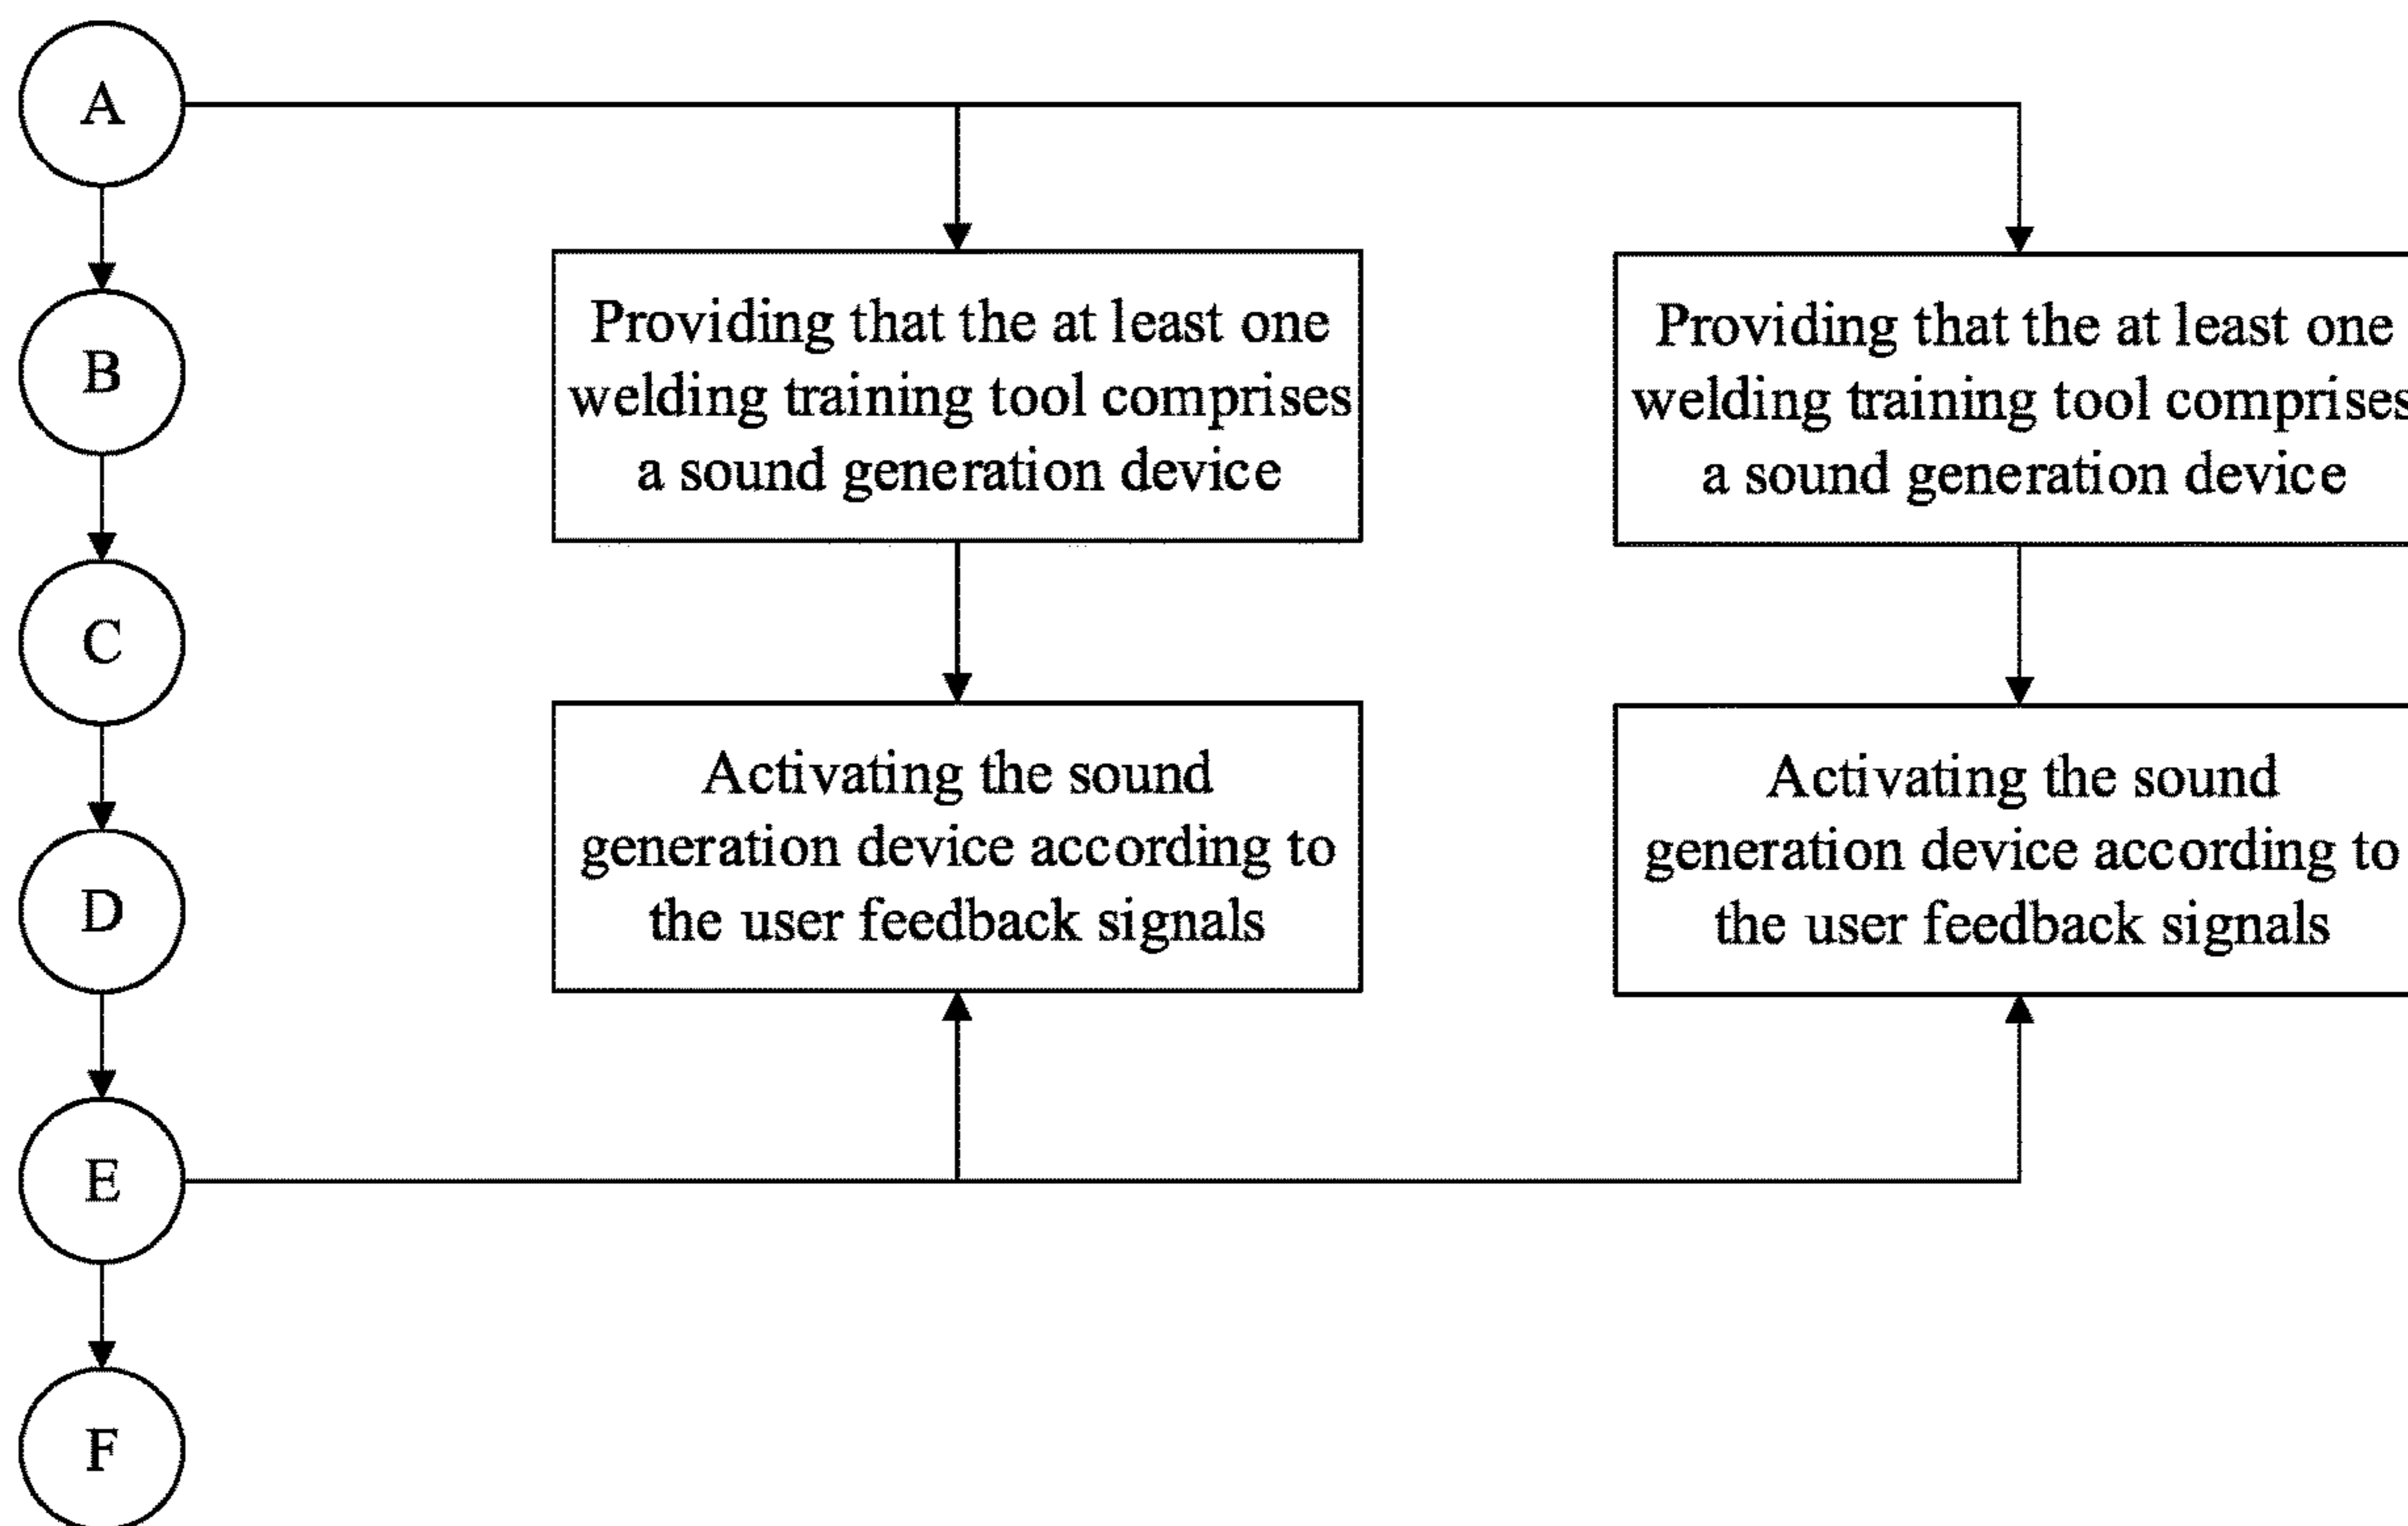 A
B
C
D
E
F
Providing that the at least one
welding training tool comprises
a sound generation device
Activating the sound
generation device according to
the user feedback signals
Providing that the at least one
welding training tool comprises
a sound generation device
Activating the sound
generation device according to
the user feedback signals